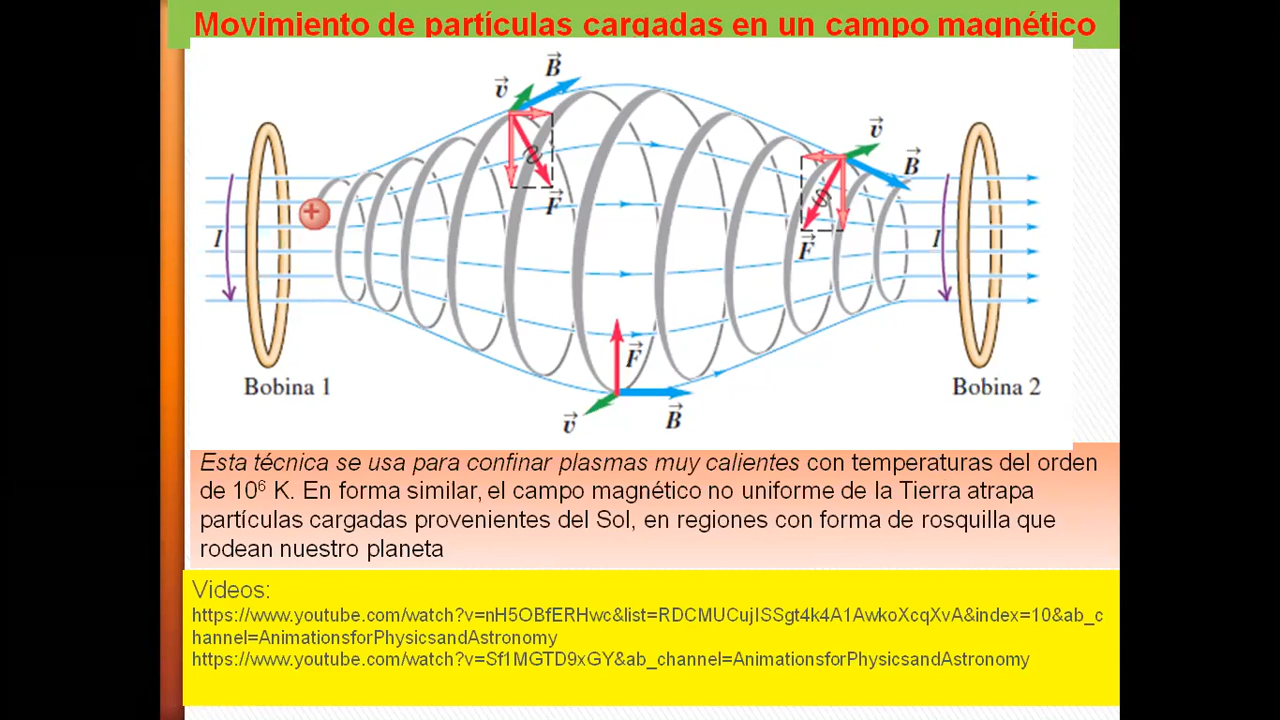 Movimiento de partículas cargadas en un campo magnético
B
v
v
B
F
F
+
I
I
F
v
B
Bobina 1
Bobina 2
Esta técnica se usa para confinar plasmas muy calientes con temperaturas del orden
de 10⁶ K. En forma similar, el campo magnético no uniforme de la Tierra atrapa
partículas cargadas provenientes del Sol, en regiones con forma de rosquilla que
rodean nuestro planeta
Videos:
https://www.youtube.com/watch?v=nH5OBfERHwc&list=RDCMUCujISSgt4k4A1AwkoXcqXvA&index=10&ab_c
hannel=AnimationsforPhysicsandAstronomy
https://www.youtube.com/watch?v=Sf1MGTD9xGY&ab_channel=AnimationsforPhysicsandAstronomy